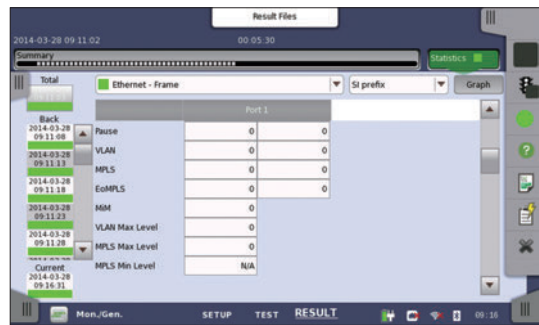 Result Files
2014-03-28 09:11:02 00:05:30
Summary
Statistics
Total
Ethernet - Frame SI prefix Graph
Port 1
Back
2014-03-28
09:11:08
2014-03-28
09:11:13
2014-03-28
09:11:18
2014-03-28
09:11:23
2014-03-28
09:11:28
Current
2014-03-28
09:16:31
Pause 0 0
VLAN 0 0
MPLS 0 0
EoMPLS 0 0
MiM 0
VLAN Max Level 0
MPLS Max Level 0
MPLS Min Level N/A
Mon./Gen. SETUP TEST RESULT 09:16